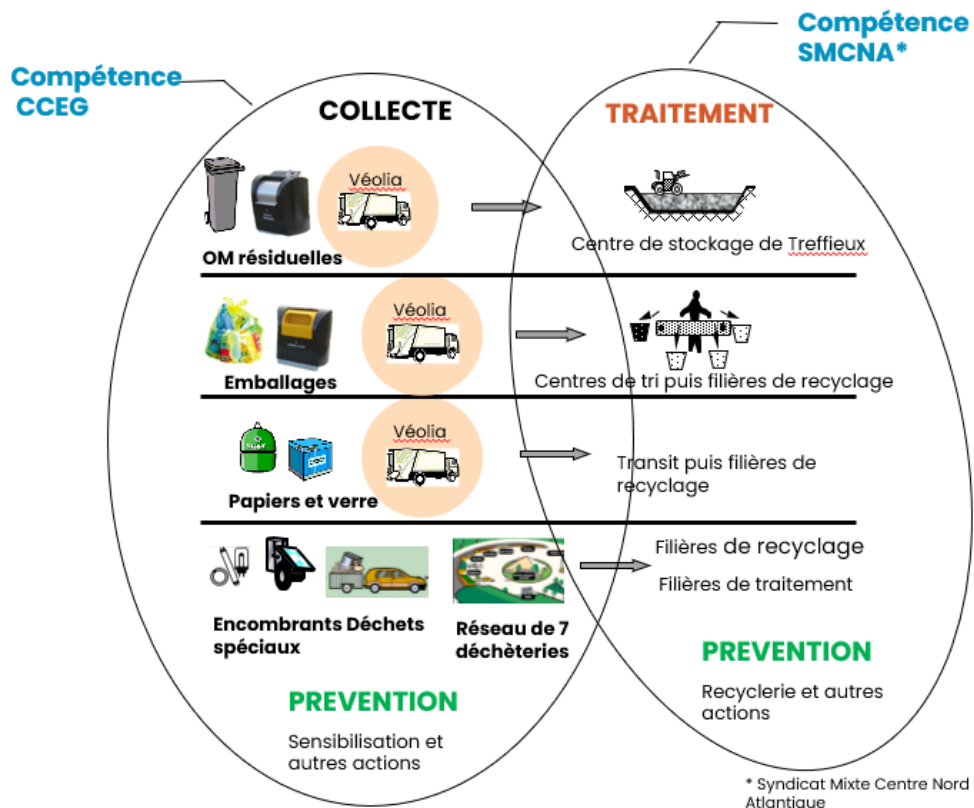 Compétence
SMCNA*
Compétence
CCEG
COLLECTE
TRAITEMENT
Véolia
OM résiduelles
Centre de stockage de Treffieux
Véolia
Emballages
Centres de tri puis filières de recyclage
Véolia
Papiers et verre
Transit puis filières de
recyclage
Filières de recyclage
Filières de traitement
Encombrants Déchets
spéciaux
Réseau de 7
déchèteries
PREVENTION
Sensibilisation et
autres actions
PREVENTION
Recyclerie et autres
actions
* Syndicat Mixte Centre Nord
Atlantique